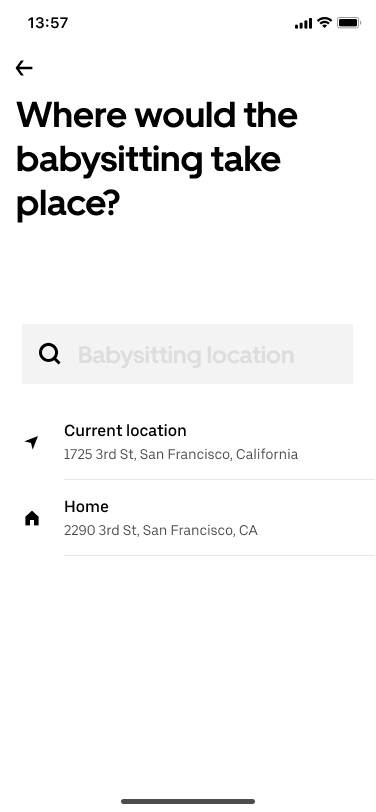 13:57
Where would the
babysitting take
place?
Babysitting location
Current location
1725 3rd St, San Francisco, California
Home
2290 3rd St, San Francisco, CA